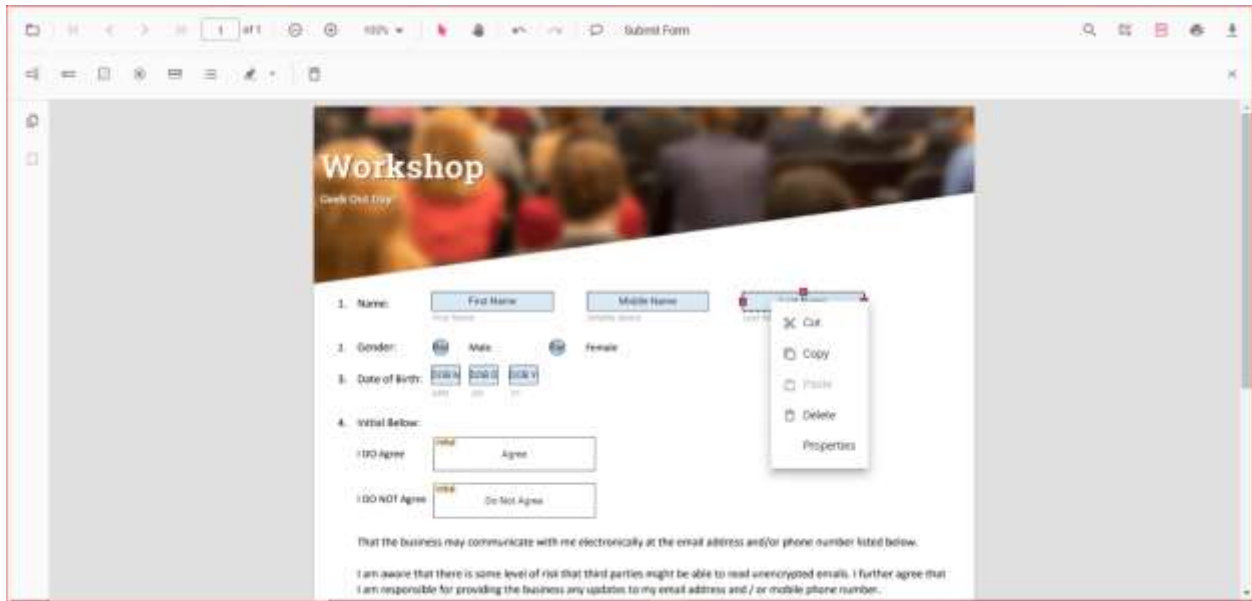 1 of 1 100% Submit Form
Workshop
Geek Out Day
1. Name: First Name Middle Name
First Name Middle Name
2. Gender: Male Female
3. Date of Birth: DOB M DOB D DOB Y
4. Initial Below:
I DO Agree Initial Agree
I DO NOT Agree Initial Do Not Agree
Cut
Copy
Paste
Delete
Properties
That the business may communicate with me electronically at the email address and/or phone number listed below.
I am aware that there is some level of risk that third parties might be able to read unencrypted emails. I further agree that
I am responsible for providing the business any updates to my email address and / or mobile phone number.